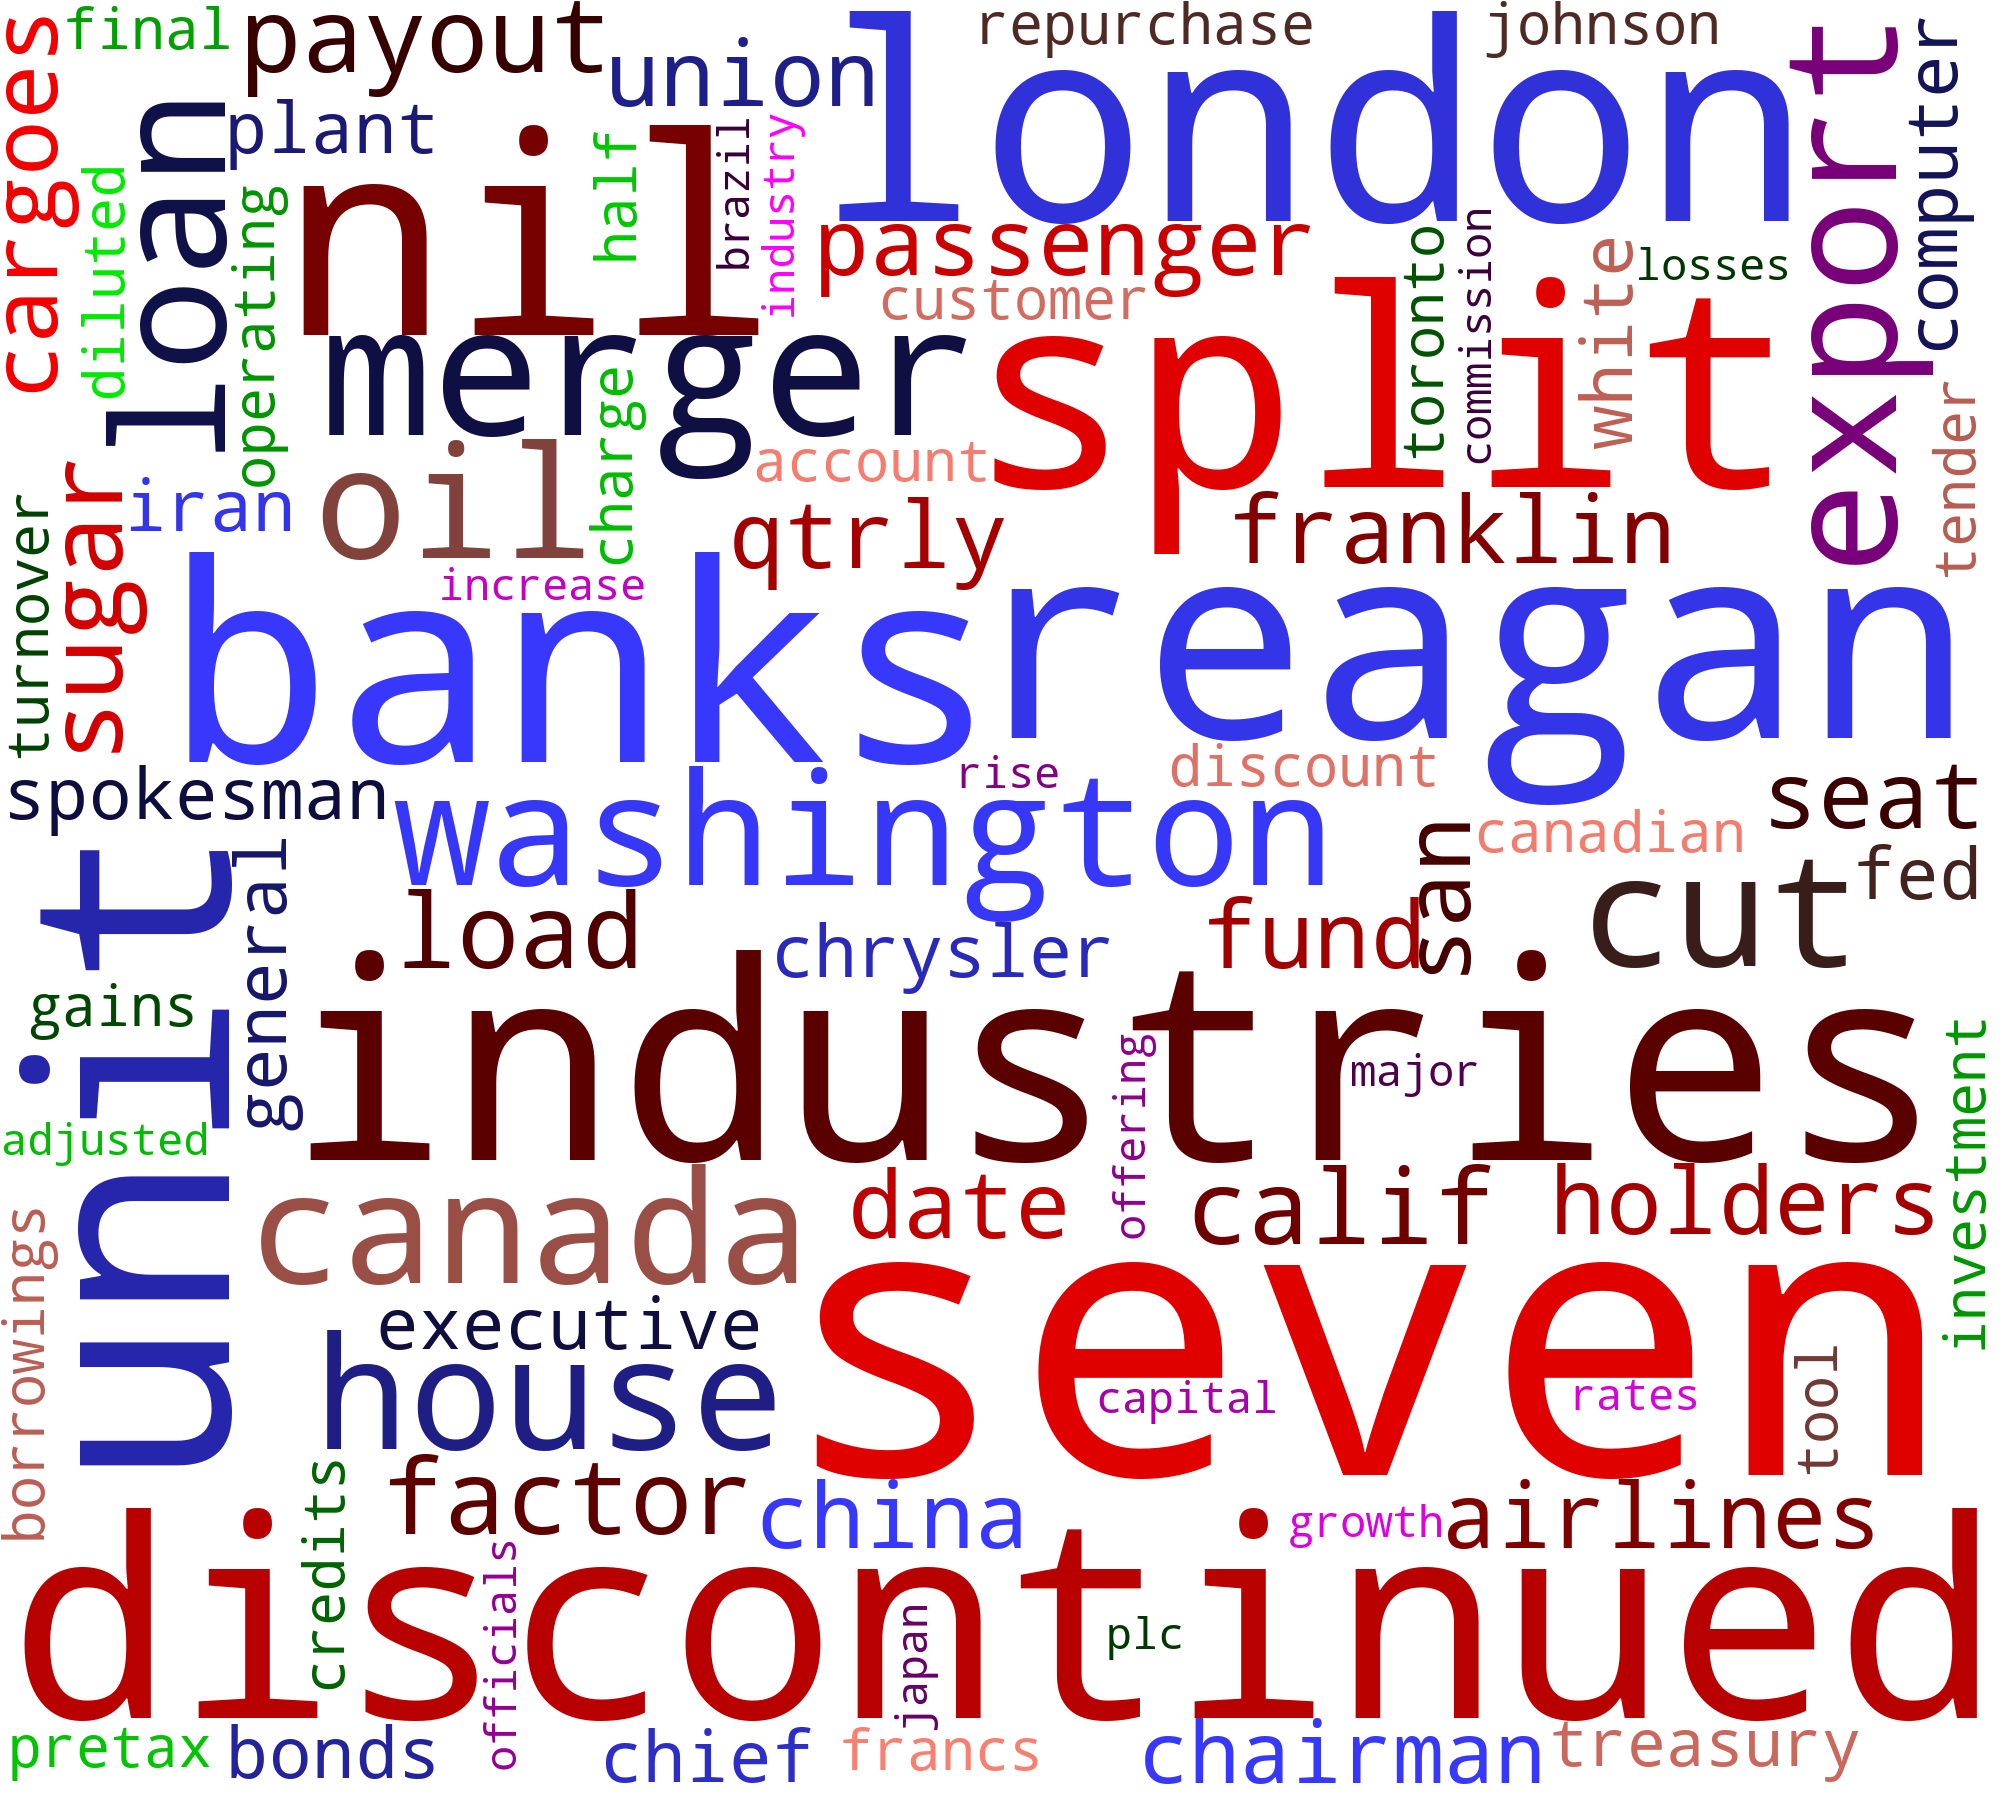 final
payout
repurchase
johnson
cargoes
union
london
export
computer
loan
plant
nil
half
brazil
industry
diluted
operating
passenger
toronto
commission
white
losses
customer
merger
split
charge
account
tender
sugar
iran
oil
qtrly
franklin
turnover
increase
banks
reagan
rise
discount
spokesman
washington
seat
canadian
san
unit
general
load
chrysler
fund
cut
fed
gains
industries
offering
major
investment
adjusted
canada
date
calif
holders
borrowings
executive
seven
house
capital
rates
tool
credits
factor
china
growth
airlines
discontinued
officials
japan
plc
pretax
bonds
chief
francs
chairman
treasury